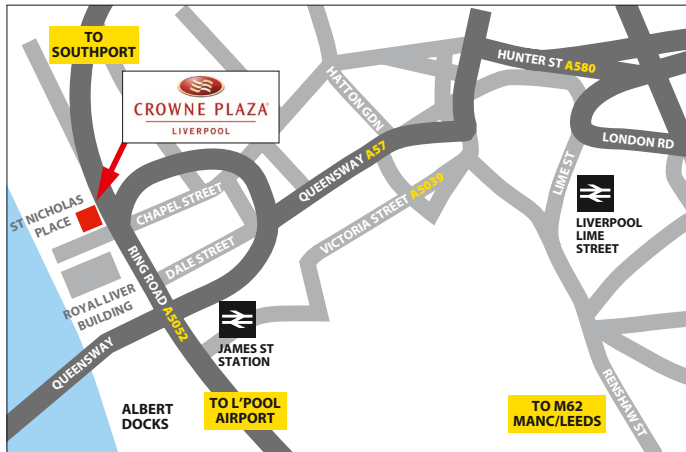 TO
SOUTHPORT
CROWNE PLAZA®
LIVERPOOL
HUNTER ST A580
HATTON GDN
LONDON RD
QUEENSWAY A57
LIME ST
VICTORIA STREET A5039
CHAPEL STREET
ST NICHOLAS
PLACE
LIVERPOOL
LIME
STREET
DALE STREET
RING ROAD A5052
ROYAL LIVER
BUILDING
JAMES ST
STATION
QUEENSWAY
RENSHAW ST
ALBERT
DOCKS
TO L'POOL
AIRPORT
TO M62
MANC/LEEDS